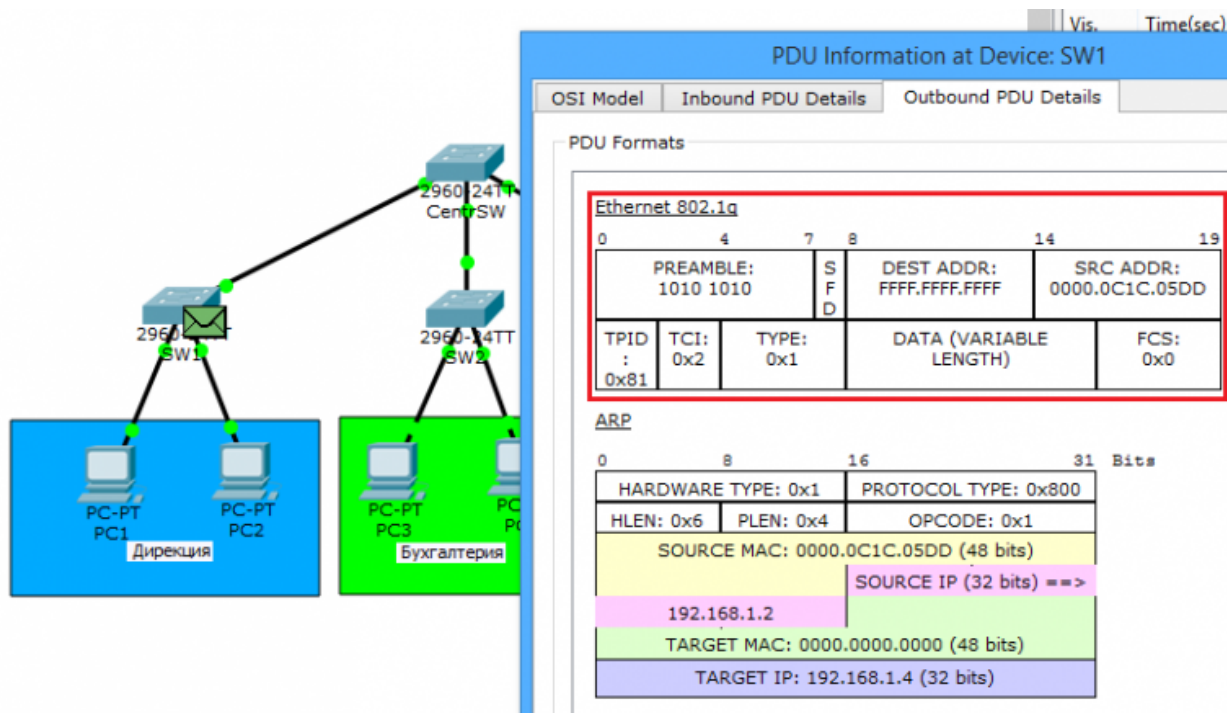 Vis. Time(sec)
PDU Information at Device: SW1
OSI Model Inbound PDU Details Outbound PDU Details
PDU Formats
Ethernet 802.1q
0 4 7 8 14 19
PREAMBLE: 1010 1010
SFD
DEST ADDR: FFFF.FFFF.FFFF
SRC ADDR: 0000.0C1C.05DD
TPID: 0x81
TCI: 0x2
TYPE: 0x1
DATA (VARIABLE LENGTH)
FCS: 0x0
ARP
0 8 16 31 Bits
HARDWARE TYPE: 0x1 PROTOCOL TYPE: 0x800
HLEN: 0x6 PLEN: 0x4 OPCODE: 0x1
SOURCE MAC: 0000.0C1C.05DD (48 bits)
SOURCE IP (32 bits) ==>
192.168.1.2
TARGET MAC: 0000.0000.0000 (48 bits)
TARGET IP: 192.168.1.4 (32 bits)
2960-24TT
CentrSW
SW1
2960-24TT
SW2
PC-PT
PC1
PC-PT
PC2
Дирекция
PC-PT
PC3
Бухгалтерия